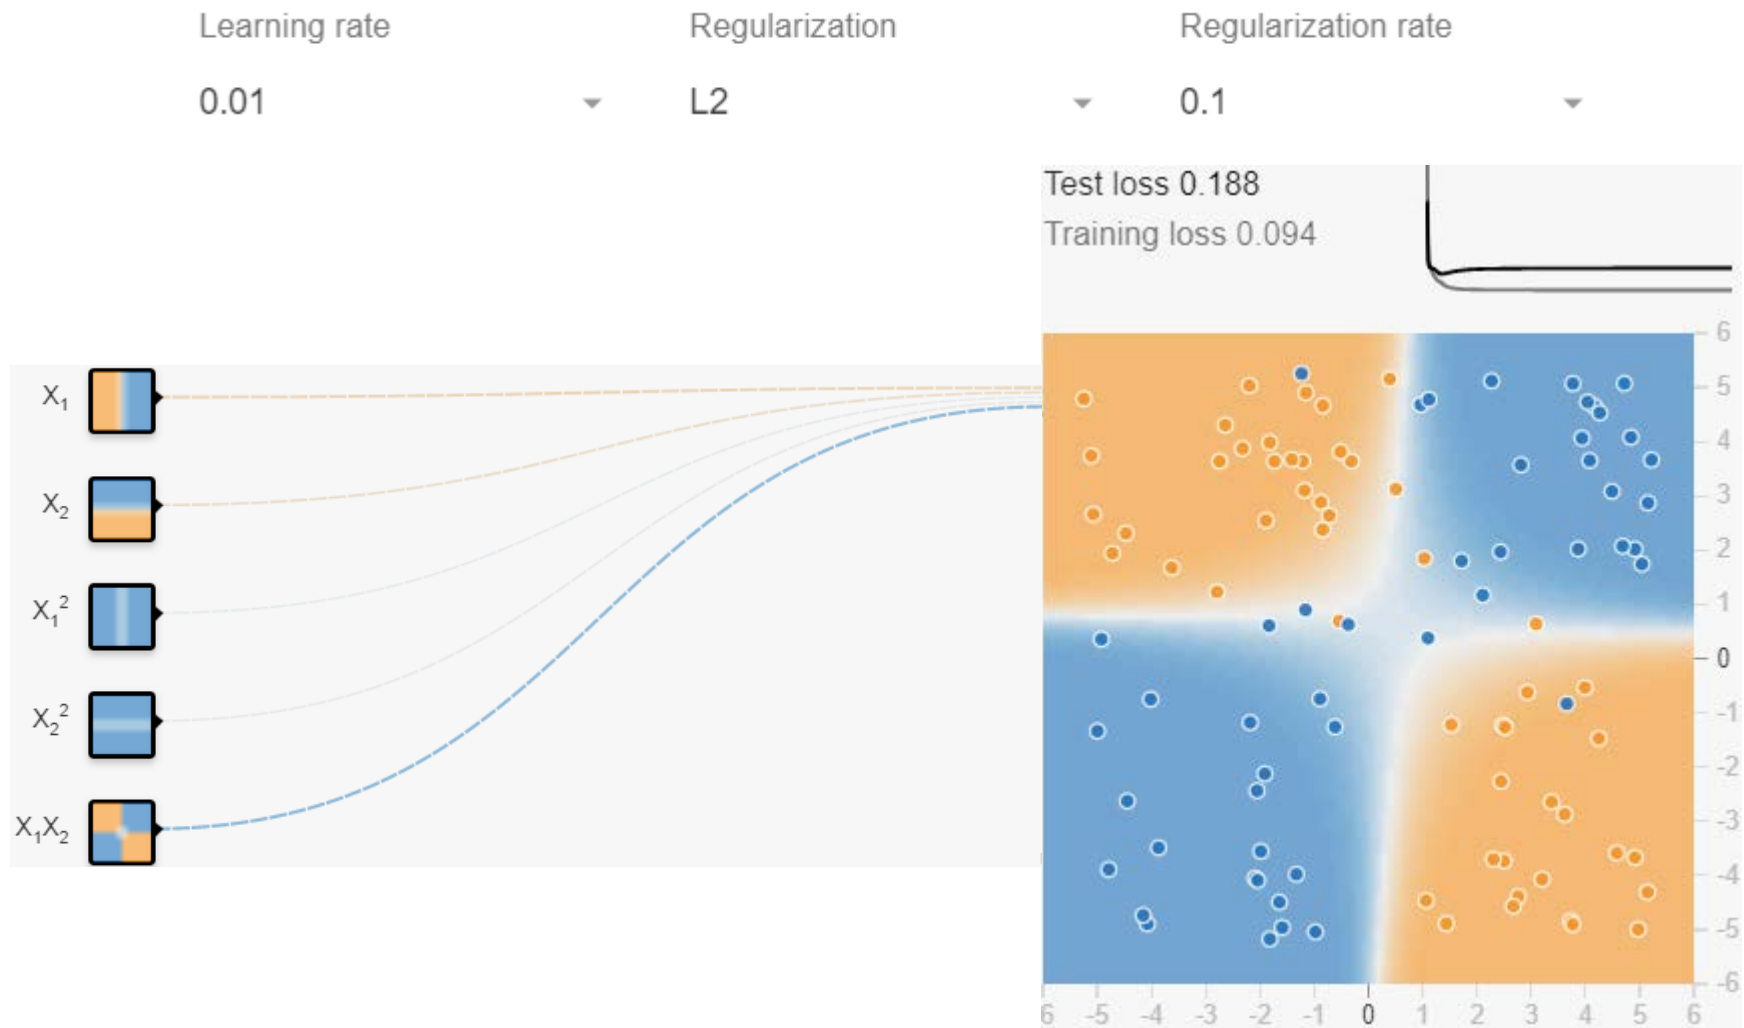 Learning rate
Regularization
Regularization rate
0.01
L2
0.1
Test loss 0.188
Training loss 0.094
X₁
X₂
X₁²
X₂²
X₁X₂
6
5
4
3
2
1
0
-1
-2
-3
-4
-5
-6
6 -5 -4 -3 -2 -1 0 1 2 3 4 5 6